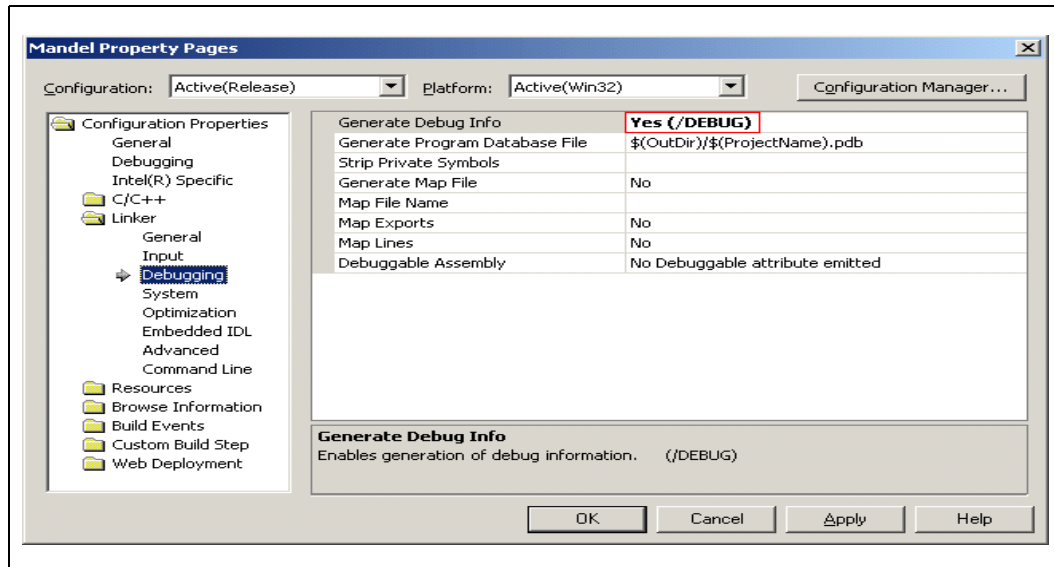 Mandel Property Pages
Configuration: Active(Release) Platform: Active(Win32) Configuration Manager...
Configuration Properties
General
Debugging
Intel(R) Specific
C/C++
Linker
General
Input
Debugging
System
Optimization
Embedded IDL
Advanced
Command Line
Resources
Browse Information
Build Events
Custom Build Step
Web Deployment
Generate Debug Info Yes (/DEBUG)
Generate Program Database File $(OutDir)/$(ProjectName).pdb
Strip Private Symbols
Generate Map File No
Map File Name
Map Exports No
Map Lines No
Debuggable Assembly No Debuggable attribute emitted
Generate Debug Info
Enables generation of debug information. (/DEBUG)
OK Cancel Apply Help